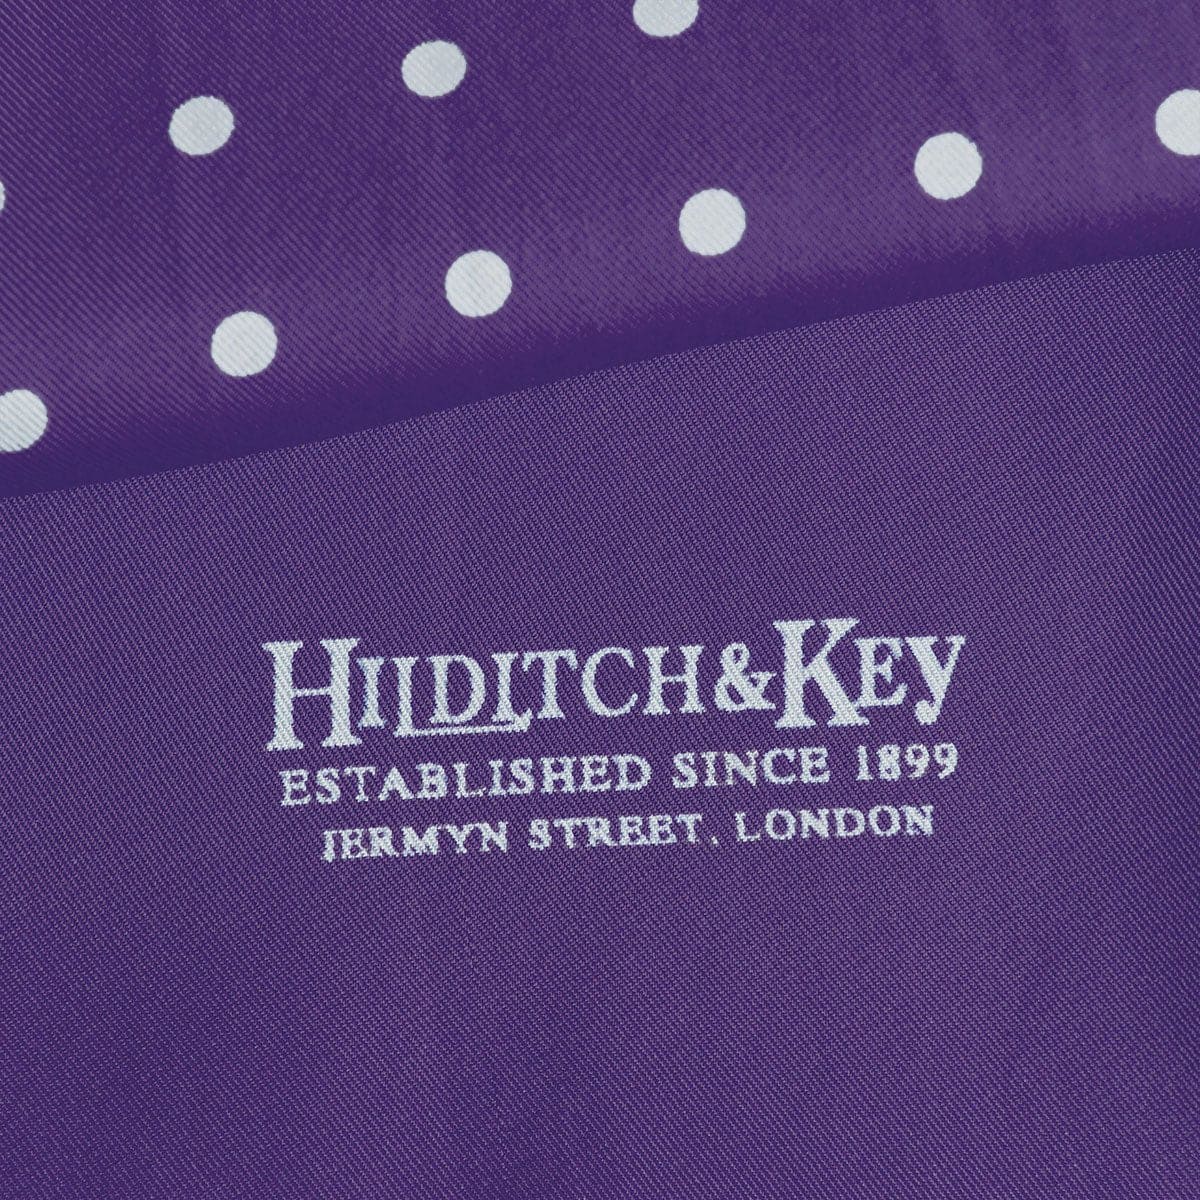 HILDITCH & KEY
ESTABLISHED SINCE 1899
JERMYN STREET, LONDON